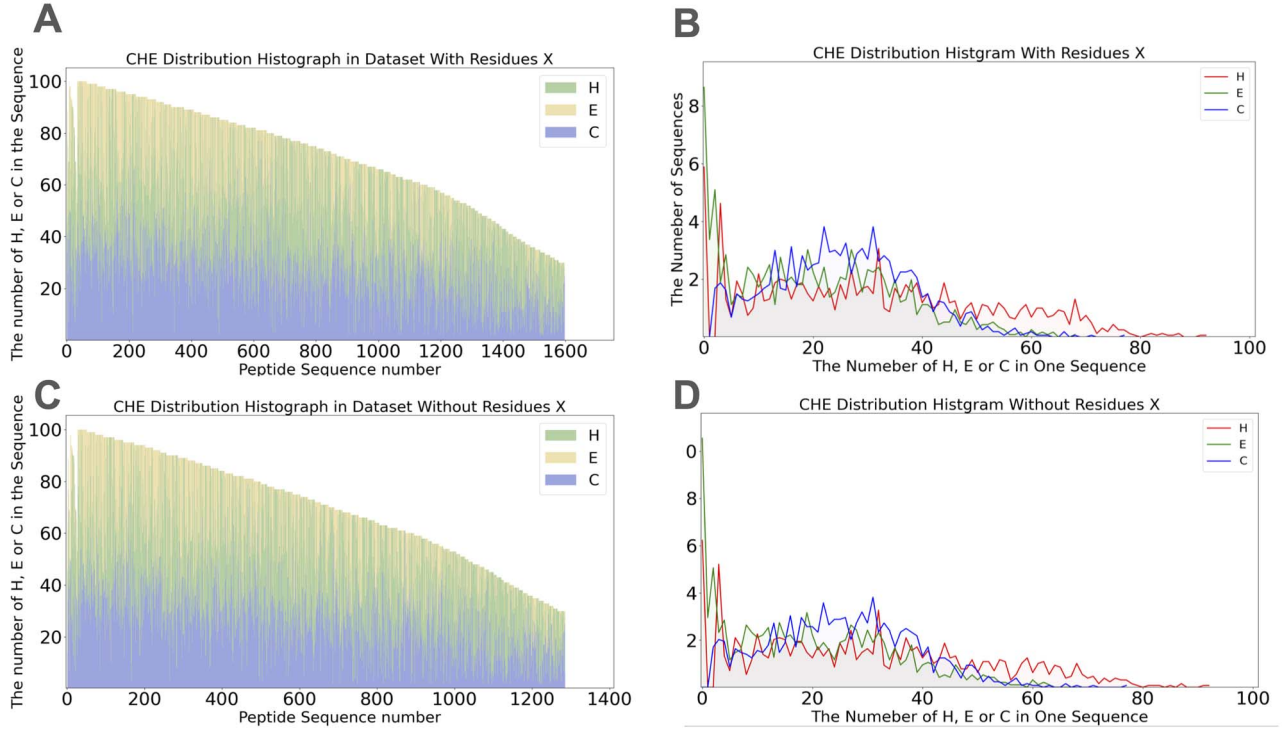 A
CHE Distribution Histograph in Dataset With Residues X
The number of H, E or C in the Sequence
100
80
60
40
20
H
E
C
0 200 400 600 800 1000 1200 1400 1600
Peptide Sequence number
B
CHE Distribution Histgram With Residues X
The Numeber of Sequences
8
6
4
2
H
E
C
0 20 40 60 80 100
The Numeber of H, E or C in One Sequence
C
CHE Distribution Histograph in Dataset Without Residues X
The number of H, E or C in the Sequence
100
80
60
40
20
H
E
C
0 200 400 600 800 1000 1200 1400
Peptide Sequence number
D
CHE Distribution Histgram Without Residues X
0
8
6
4
2
H
E
C
0 20 40 60 80 100
The Numeber of H, E or C in One Sequence